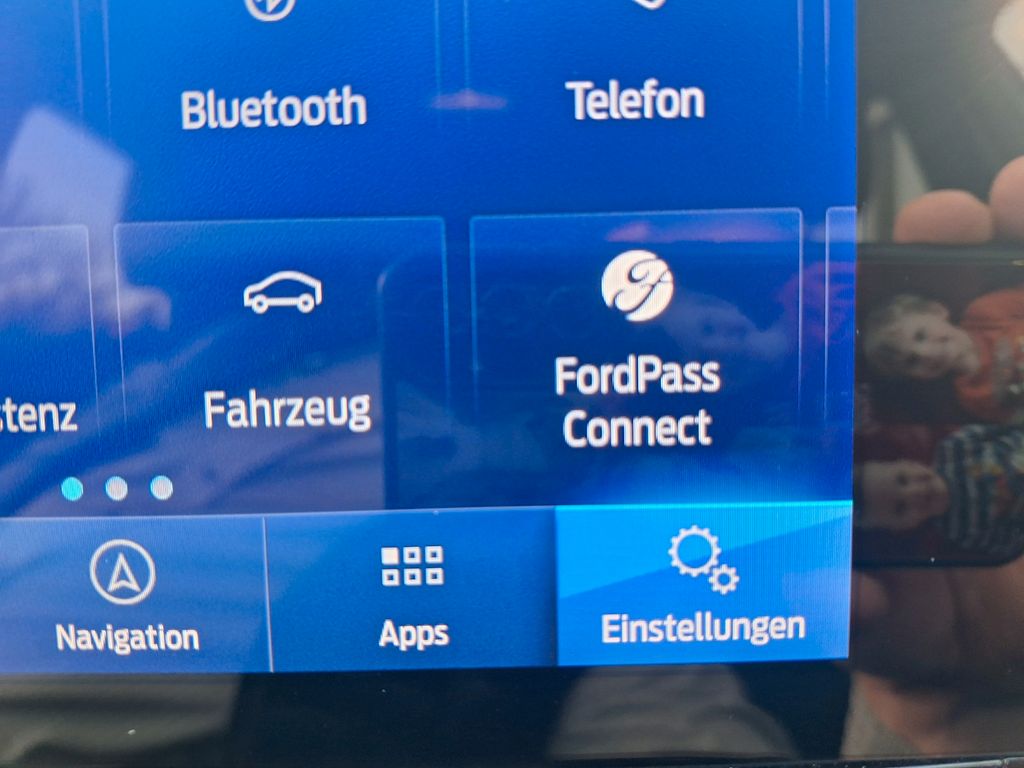 Bluetooth
Telefon
stenz
Fahrzeug
FordPass
Connect
Navigation
Apps
Einstellungen